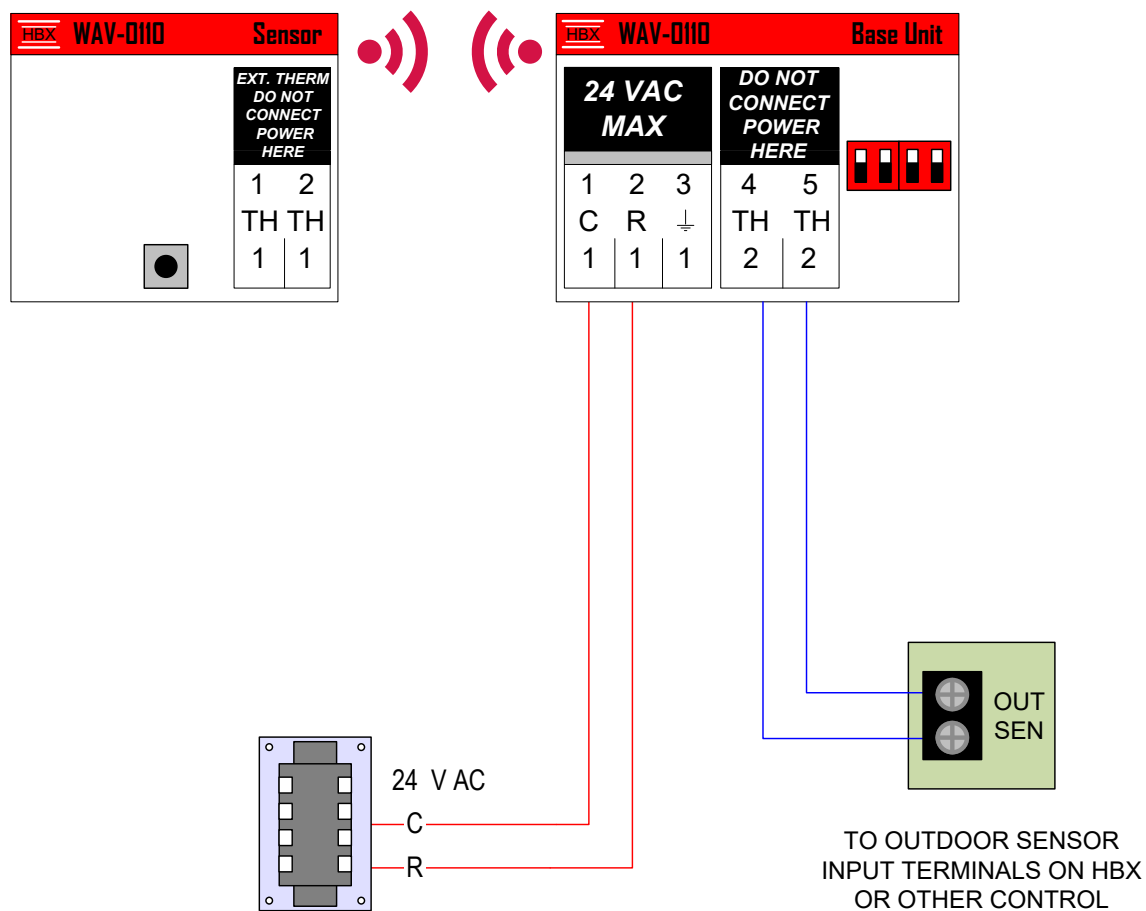 HBX WAV-0110 Sensor
EXT. THERM
DO NOT
CONNECT
POWER
HERE
1 2
TH TH
1 1
HBX WAV-0110 Base Unit
24 VAC
MAX
1 2 3
C R ⏚
1 1 1
DO NOT
CONNECT
POWER
HERE
4 5
TH TH
2 2
OUT
SEN
24 V AC
C
R
TO OUTDOOR SENSOR
INPUT TERMINALS ON HBX
OR OTHER CONTROL